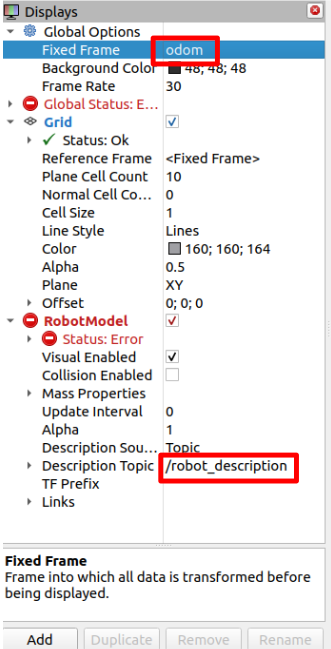 Displays
Global Options
Fixed Frame odom
Background Color 48; 48; 48
Frame Rate 30
Global Status: E...
Grid
Status: Ok
Reference Frame <Fixed Frame>
Plane Cell Count 10
Normal Cell Co... 0
Cell Size 1
Line Style Lines
Color 160; 160; 164
Alpha 0.5
Plane XY
Offset 0; 0; 0
RobotModel
Status: Error
Visual Enabled
Collision Enabled
Mass Properties
Update Interval 0
Alpha 1
Description Sou... Topic
Description Topic /robot_description
TF Prefix
Links
Fixed Frame
Frame into which all data is transformed before
being displayed.
Add Duplicate Remove Rename